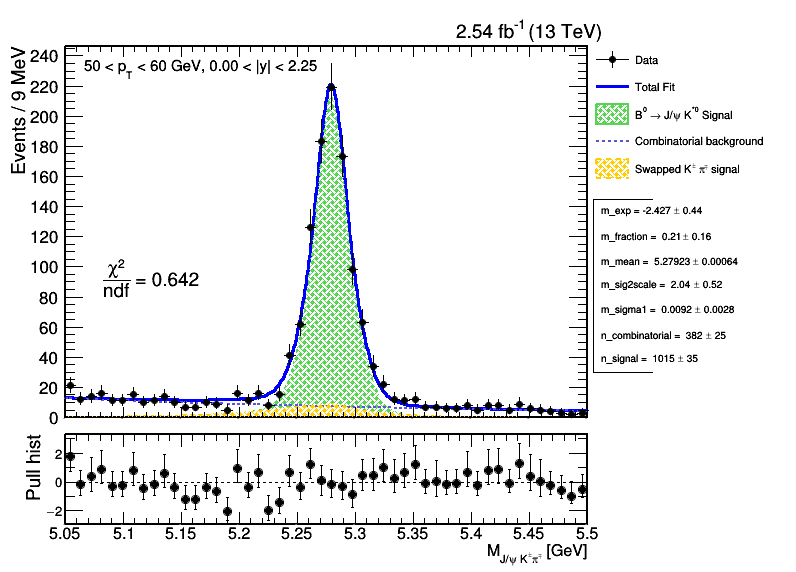 2.54 fb⁻¹ (13 TeV)
Events / 9 MeV
240
220
200
180
160
140
120
100
80
60
40
20
0
50 < p_T < 60 GeV, 0.00 < |y| < 2.25
χ²/ndf = 0.642
Data
Total Fit
B⁰ → J/ψ K*⁰ Signal
Combinatorial background
Swapped K± π∓ signal
m_exp = -2.427 ± 0.44
m_fraction = 0.21 ± 0.16
m_mean = 5.27923 ± 0.00064
m_sig2scale = 2.04 ± 0.52
m_sigma1 = 0.0092 ± 0.0028
n_combinatorial = 382 ± 25
n_signal = 1015 ± 35
Pull hist
2
0
−2
5.05 5.1 5.15 5.2 5.25 5.3 5.35 5.4 5.45 5.5
M_J/ψ K±π∓ [GeV]